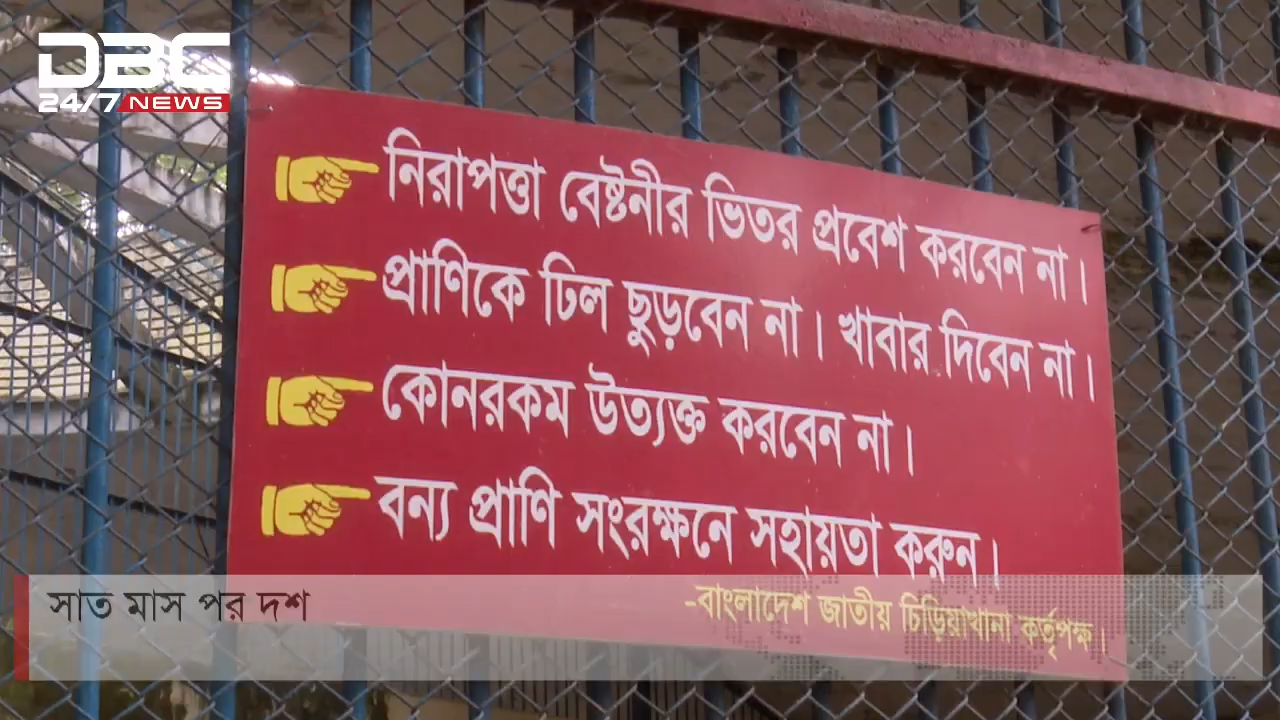 DBC
24/7 NEWS
নিরাপত্তা বেষ্টনীর ভিতর প্রবেশ করবেন না।
প্রাণিকে ঢিল ছুড়বেন না। খাবার দিবেন না।
কোনরকম উত্যক্ত করবেন না।
বন্য প্রাণি সংরক্ষনে সহায়তা করুন।
-বাংলাদেশ জাতীয় চিড়িয়াখানা কর্তৃপক্ষ।
সাত মাস পর দশ